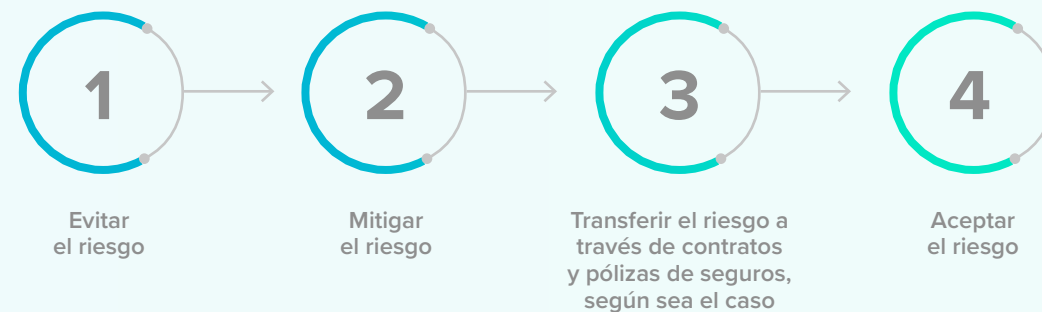 1
Evitar
el riesgo
2
Mitigar
el riesgo
3
Transferir el riesgo a
través de contratos
y pólizas de seguros,
según sea el caso
4
Aceptar
el riesgo